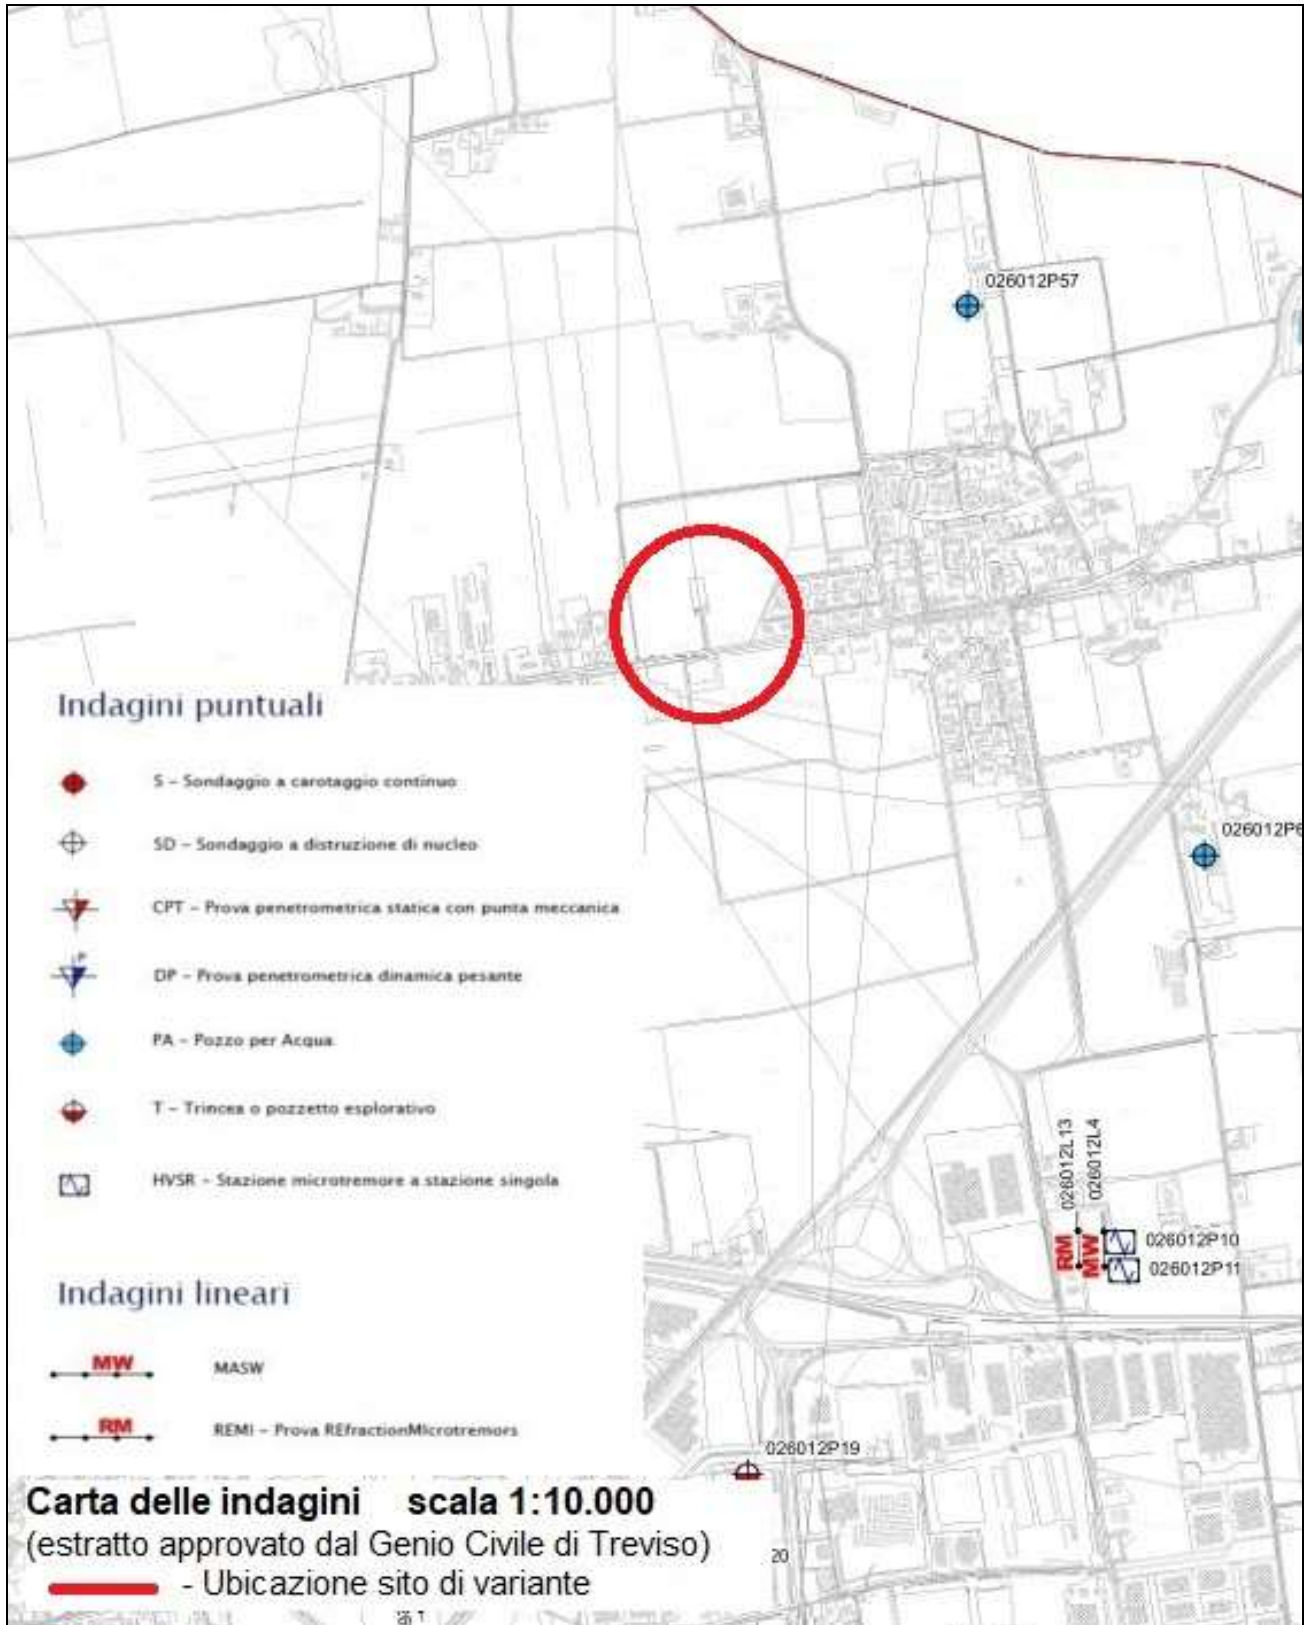 026012P57
026012P6
Indagini puntuali
S - Sondaggio a carotaggio continuo
SD - Sondaggio a distruzione di nucleo
CPT - Prova penetrometrica statica con punta meccanica
P
DP - Prova penetrometrica dinamica pesante
PA - Pozzo per Acqua
T - Trincea o pozzetto esplorativo
HVSR - Stazione microtremore a stazione singola
026012L13
026012L4
RM
MW
026012P10
026012P11
Indagini lineari
MW
MASW
RM
REMI - Prova REfractionMIcrotremors
026012P19
Carta delle indagini scala 1:10.000
(estratto approvato dal Genio Civile di Treviso)
20
- Ubicazione sito di variante